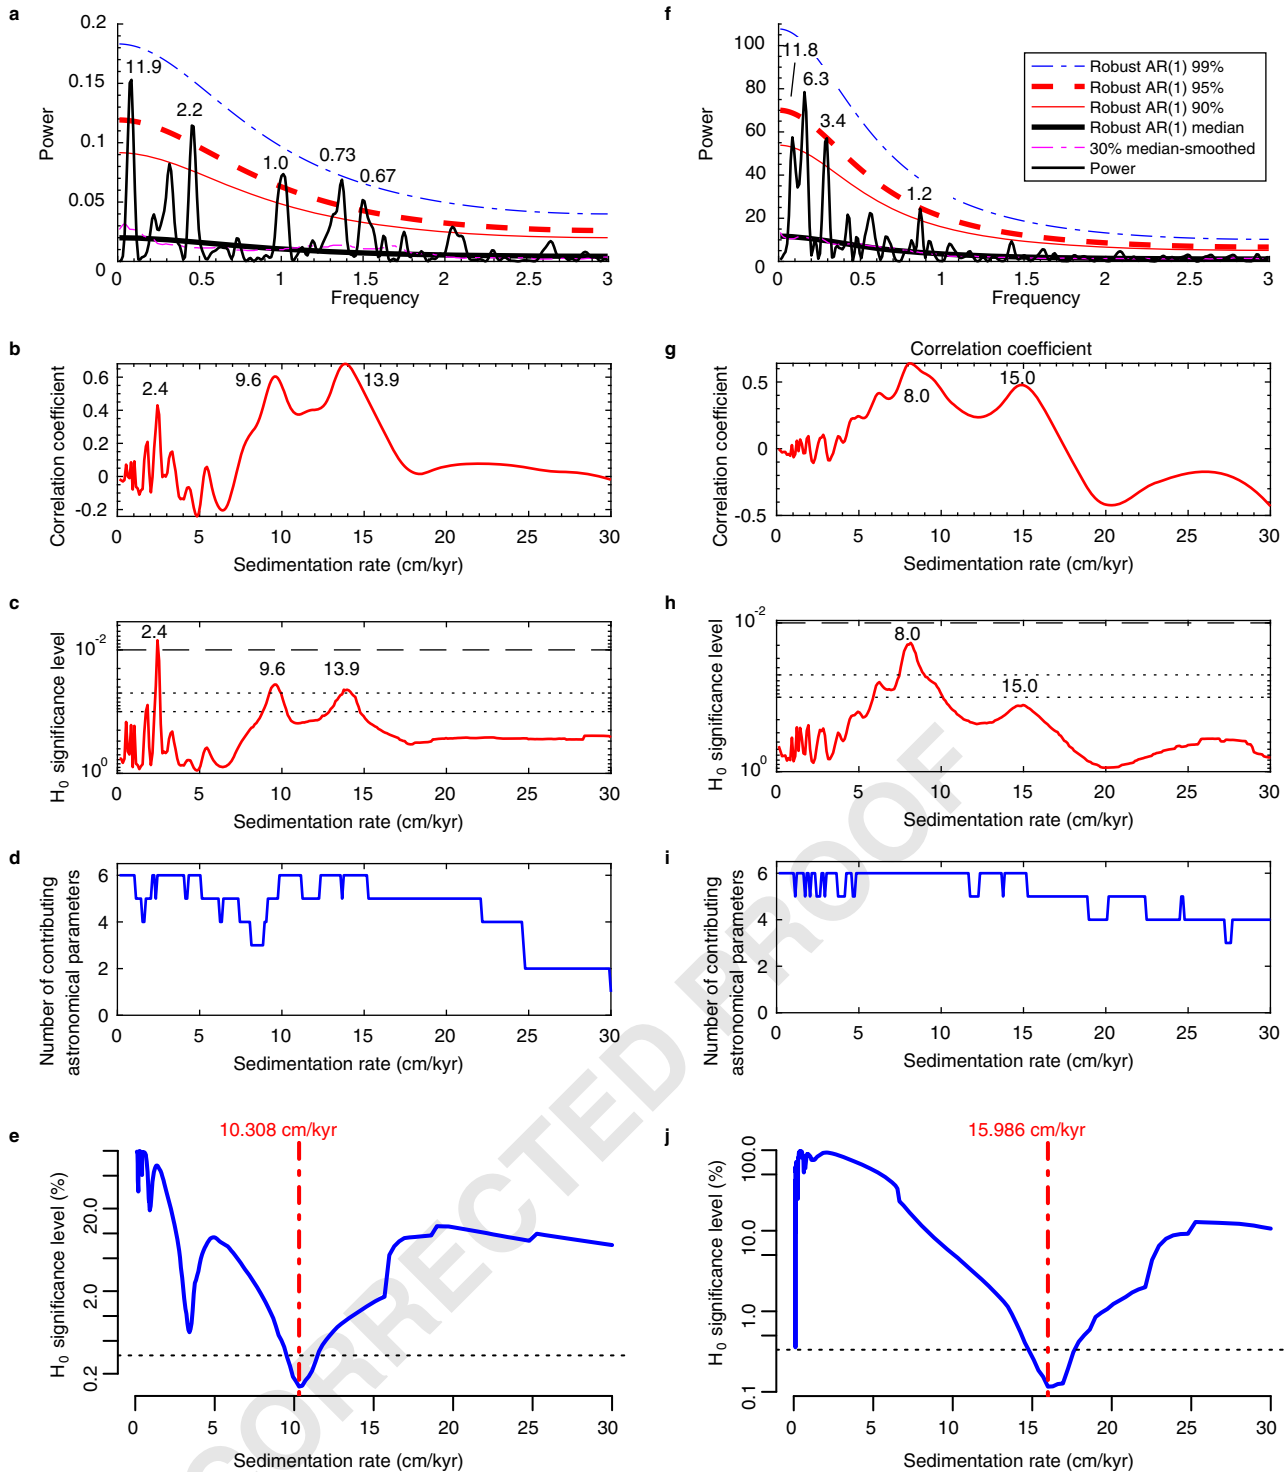 a
0.2
0.15
0.1
0.05
0
Power
11.9
2.2
1.0
0.73
0.67
0 0.5 1 1.5 2 2.5 3
Frequency
f
100
80
60
40
20
0
Power
11.8
6.3
3.4
1.2
0 0.5 1 1.5 2 2.5 3
Frequency
Robust AR(1) 99%
Robust AR(1) 95%
Robust AR(1) 90%
Robust AR(1) median
30% median-smoothed
Power
b
0.6
0.4
0.2
0
-0.2
Correlation coefficient
2.4
9.6
13.9
0 5 10 15 20 25 30
Sedimentation rate (cm/kyr)
g
Correlation coefficient
0.5
0
-0.5
Correlation coefficient
8.0
15.0
0 5 10 15 20 25 30
Sedimentation rate (cm/kyr)
c
10-2
100
H0 significance level
2.4
9.6
13.9
0 5 10 15 20 25 30
Sedimentation rate (cm/kyr)
h
10-2
100
H0 significance level
8.0
15.0
0 5 10 15 20 25 30
Sedimentation rate (cm/kyr)
d
6
4
2
0
Number of contributing
astronomical parameters
0 5 10 15 20 25 30
Sedimentation rate (cm/kyr)
i
6
4
2
0
Number of contributing
astronomical parameters
0 5 10 15 20 25 30
Sedimentation rate (cm/kyr)
e
10.308 cm/kyr
20.0
2.0
0.2
H0 significance level (%)
0 5 10 15 20 25 30
Sedimentation rate (cm/kyr)
j
15.986 cm/kyr
100.0
10.0
1.0
0.1
H0 significance level (%)
0 5 10 15 20 25 30
Sedimentation rate (cm/kyr)
CORRECTED PROOF